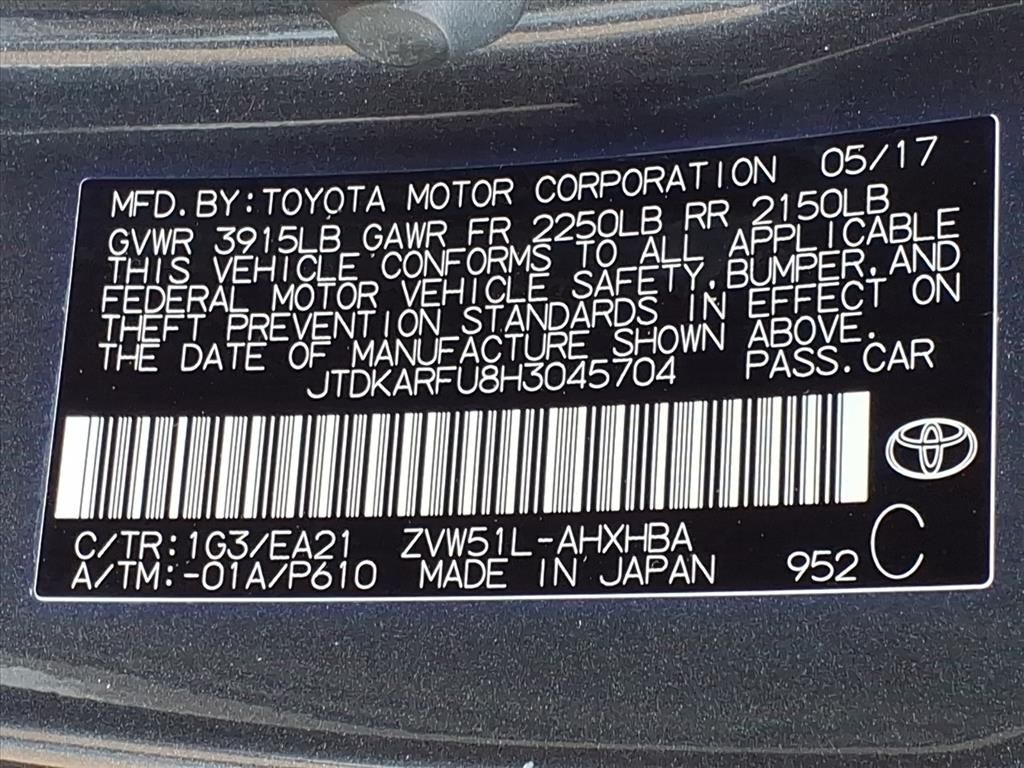 MFD.BY:TOYOTA MOTOR CORPORATION 05/17
GVWR 3915LB GAWR FR 2250LB RR 2150LB
THIS VEHICLE CONFORMS TO ALL APPLICABLE
FEDERAL MOTOR VEHICLE SAFETY,BUMPER,AND
THEFT PREVENTION STANDARDS IN EFFECT ON
THE DATE OF MANUFACTURE SHOWN ABOVE.
JTDKARFU8H3045704 PASS.CAR
C/TR:1G3/EA21 ZVW51L-AHXHBA
A/TM:-01A/P610 MADE IN JAPAN 952 C